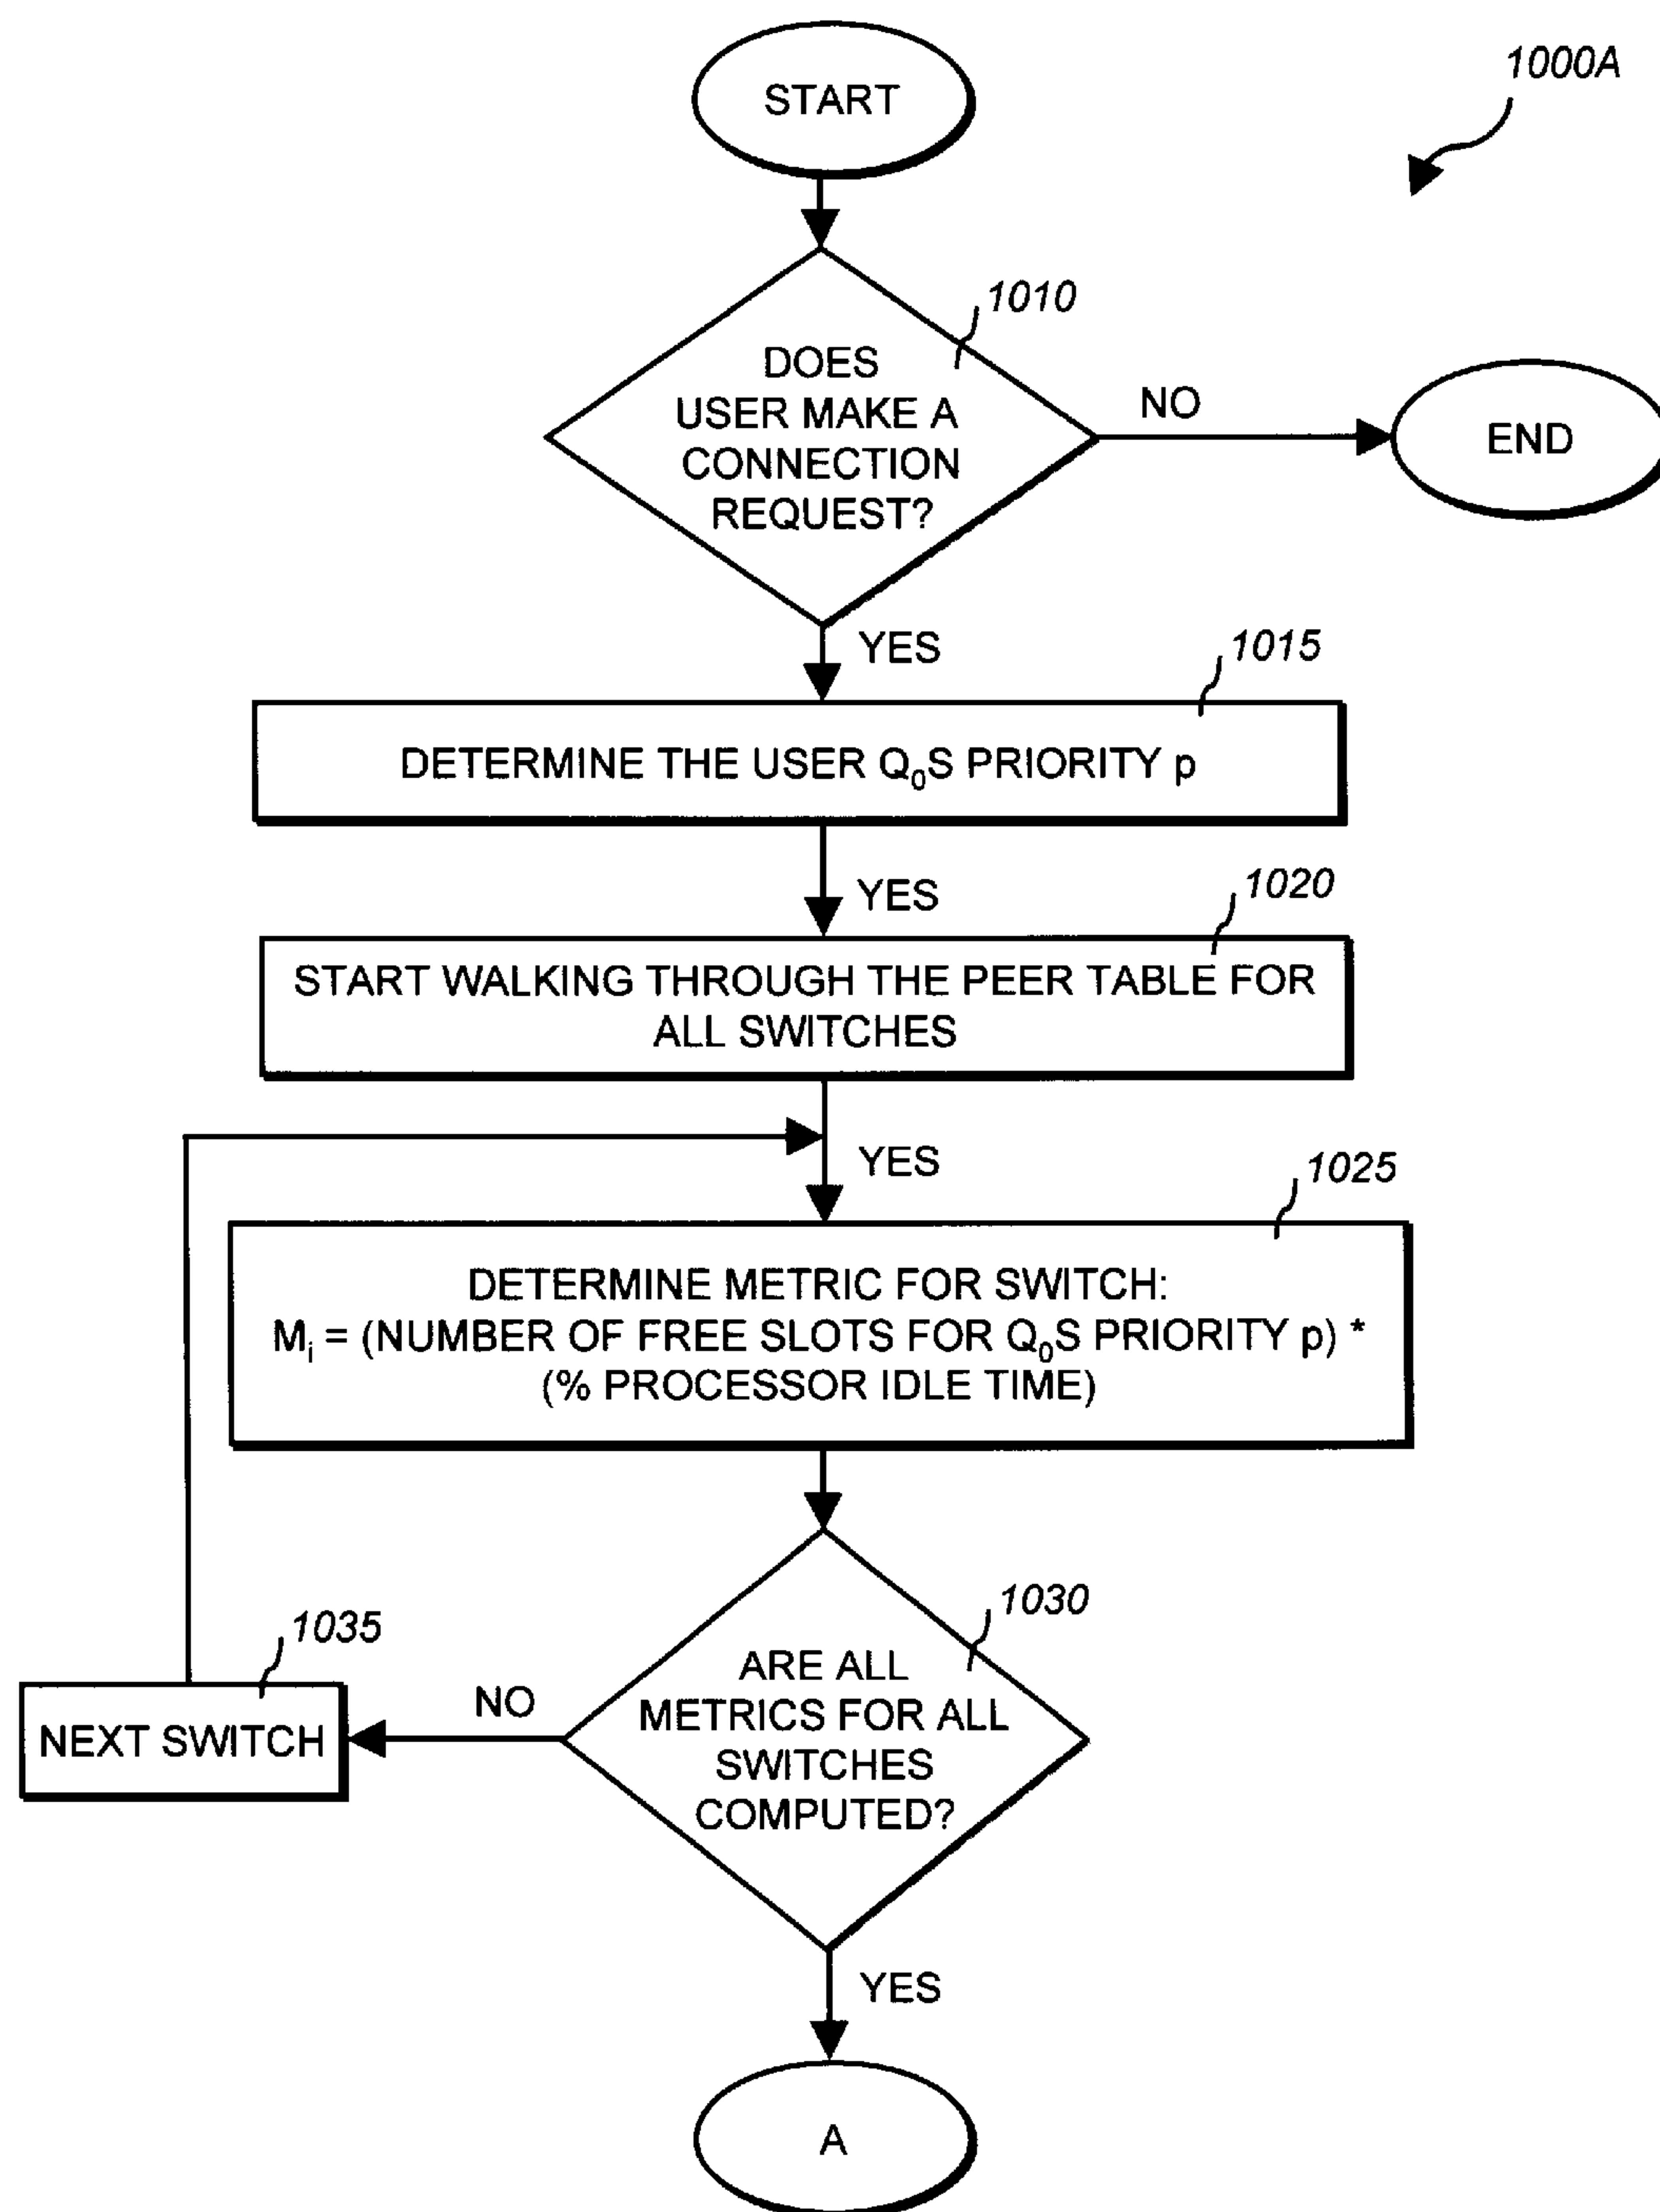 START
1000A
1010
DOES
USER MAKE A
CONNECTION
REQUEST?
NO
END
YES
1015
DETERMINE THE USER Q₀S PRIORITY p
YES
1020
START WALKING THROUGH THE PEER TABLE FOR
ALL SWITCHES
YES
1025
DETERMINE METRIC FOR SWITCH:
Mᵢ = (NUMBER OF FREE SLOTS FOR Q₀S PRIORITY p) *
(% PROCESSOR IDLE TIME)
1030
ARE ALL
METRICS FOR ALL
SWITCHES
COMPUTED?
NO
1035
NEXT SWITCH
YES
A